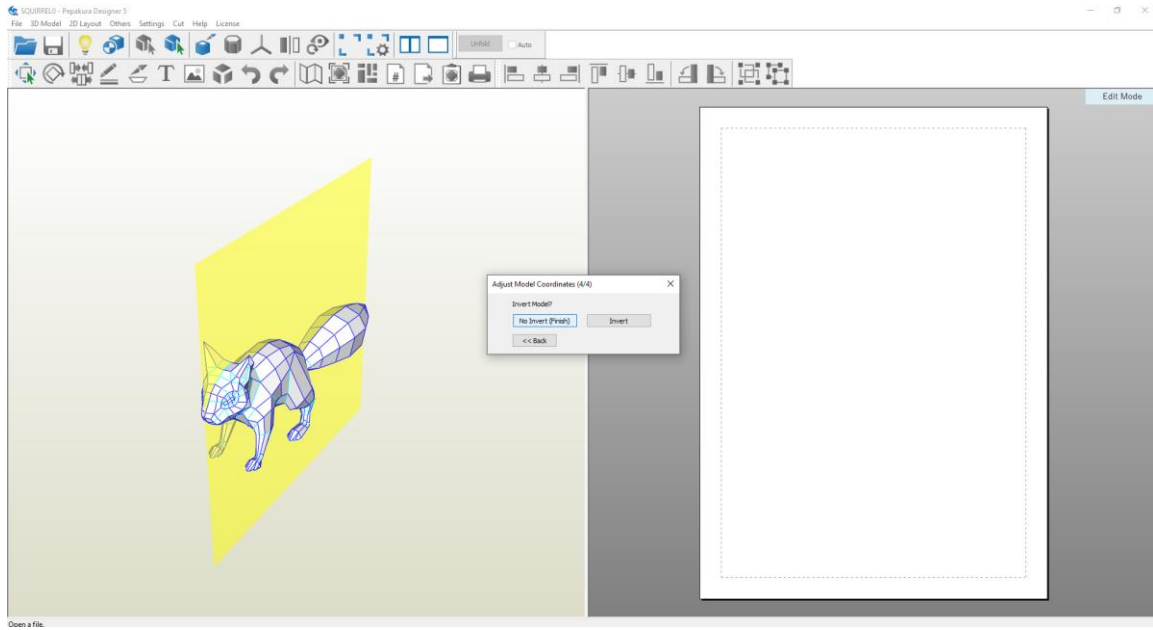 SQUIRREL0 - Pepakura Designer 5
File 3D Model 2D Layout Others Settings Cut Help License
Unfold Auto
T #
Edit Mode
Adjust Model Coordinates (4/4)
Invert Model?
No Invert (Finish) Invert
<< Back
Open a file.